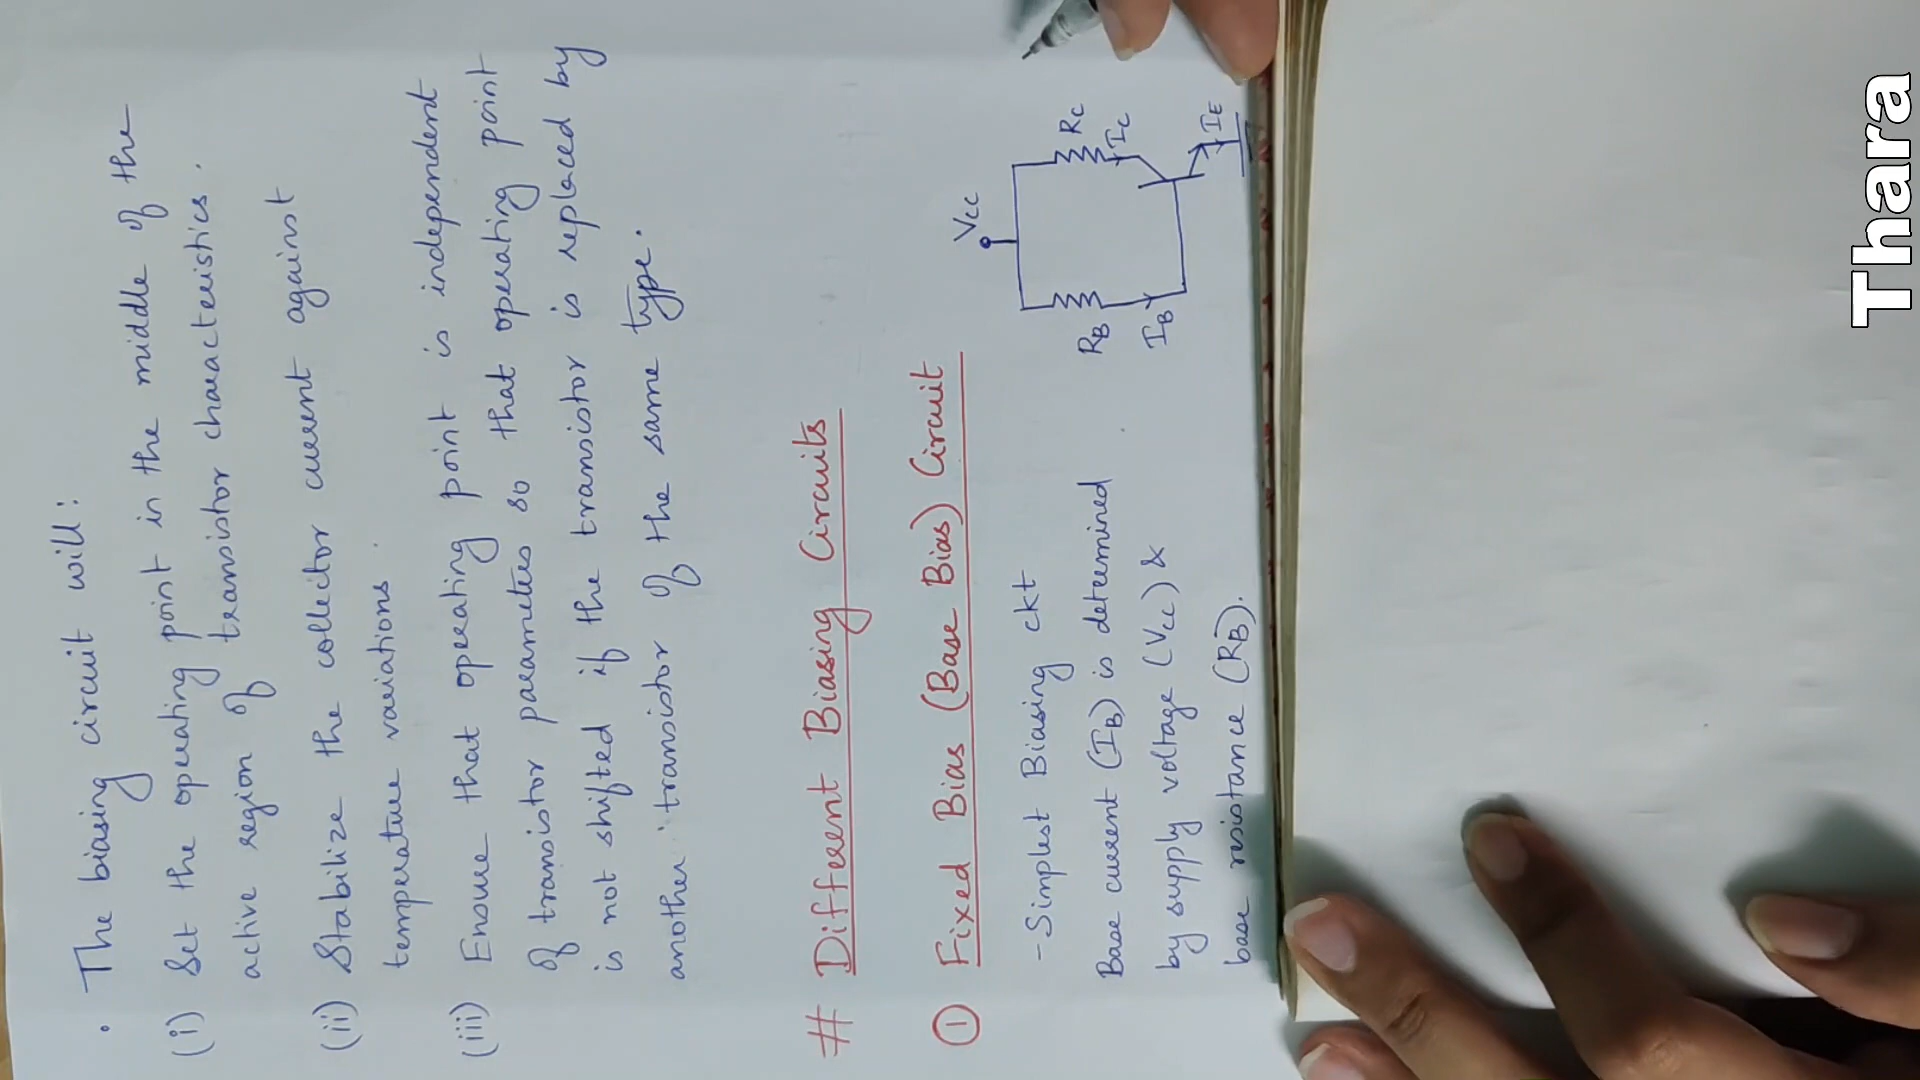 • The biasing circuit will:
(i) Set the operating point in the middle of the
active region of transistor characteristics.
(ii) Stabilize the collector current against
temperature variations
(iii) Ensure that operating point is independent
of transistor parameters so that operating point
is not shifted if the transistor is replaced by
another transistor of the same type.
# Different Biasing Circuits
① Fixed Bias (Base Bias) Circuit
- Simplest Biasing ckt
Base current (IB) is determined
by supply voltage (Vcc) &
base resistance (RB).
Vcc
RB
RC
IB
IC
IE
Thara